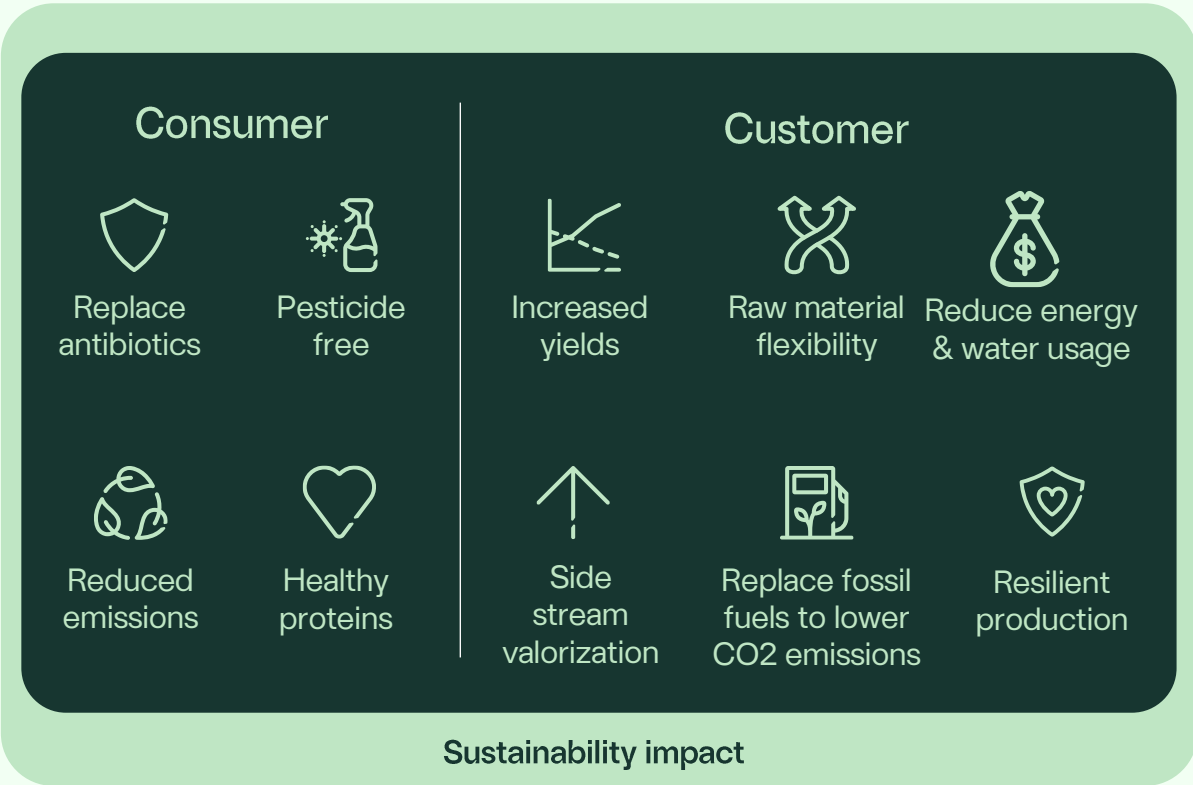 Consumer
Replace
antibiotics
Pesticide
free
Reduced
emissions
Healthy
proteins
Customer
Increased
yields
Raw material
flexibility
$
Reduce energy
& water usage
Side
stream
valorization
Replace fossil
fuels to lower
CO2 emissions
Resilient
production
Sustainability impact